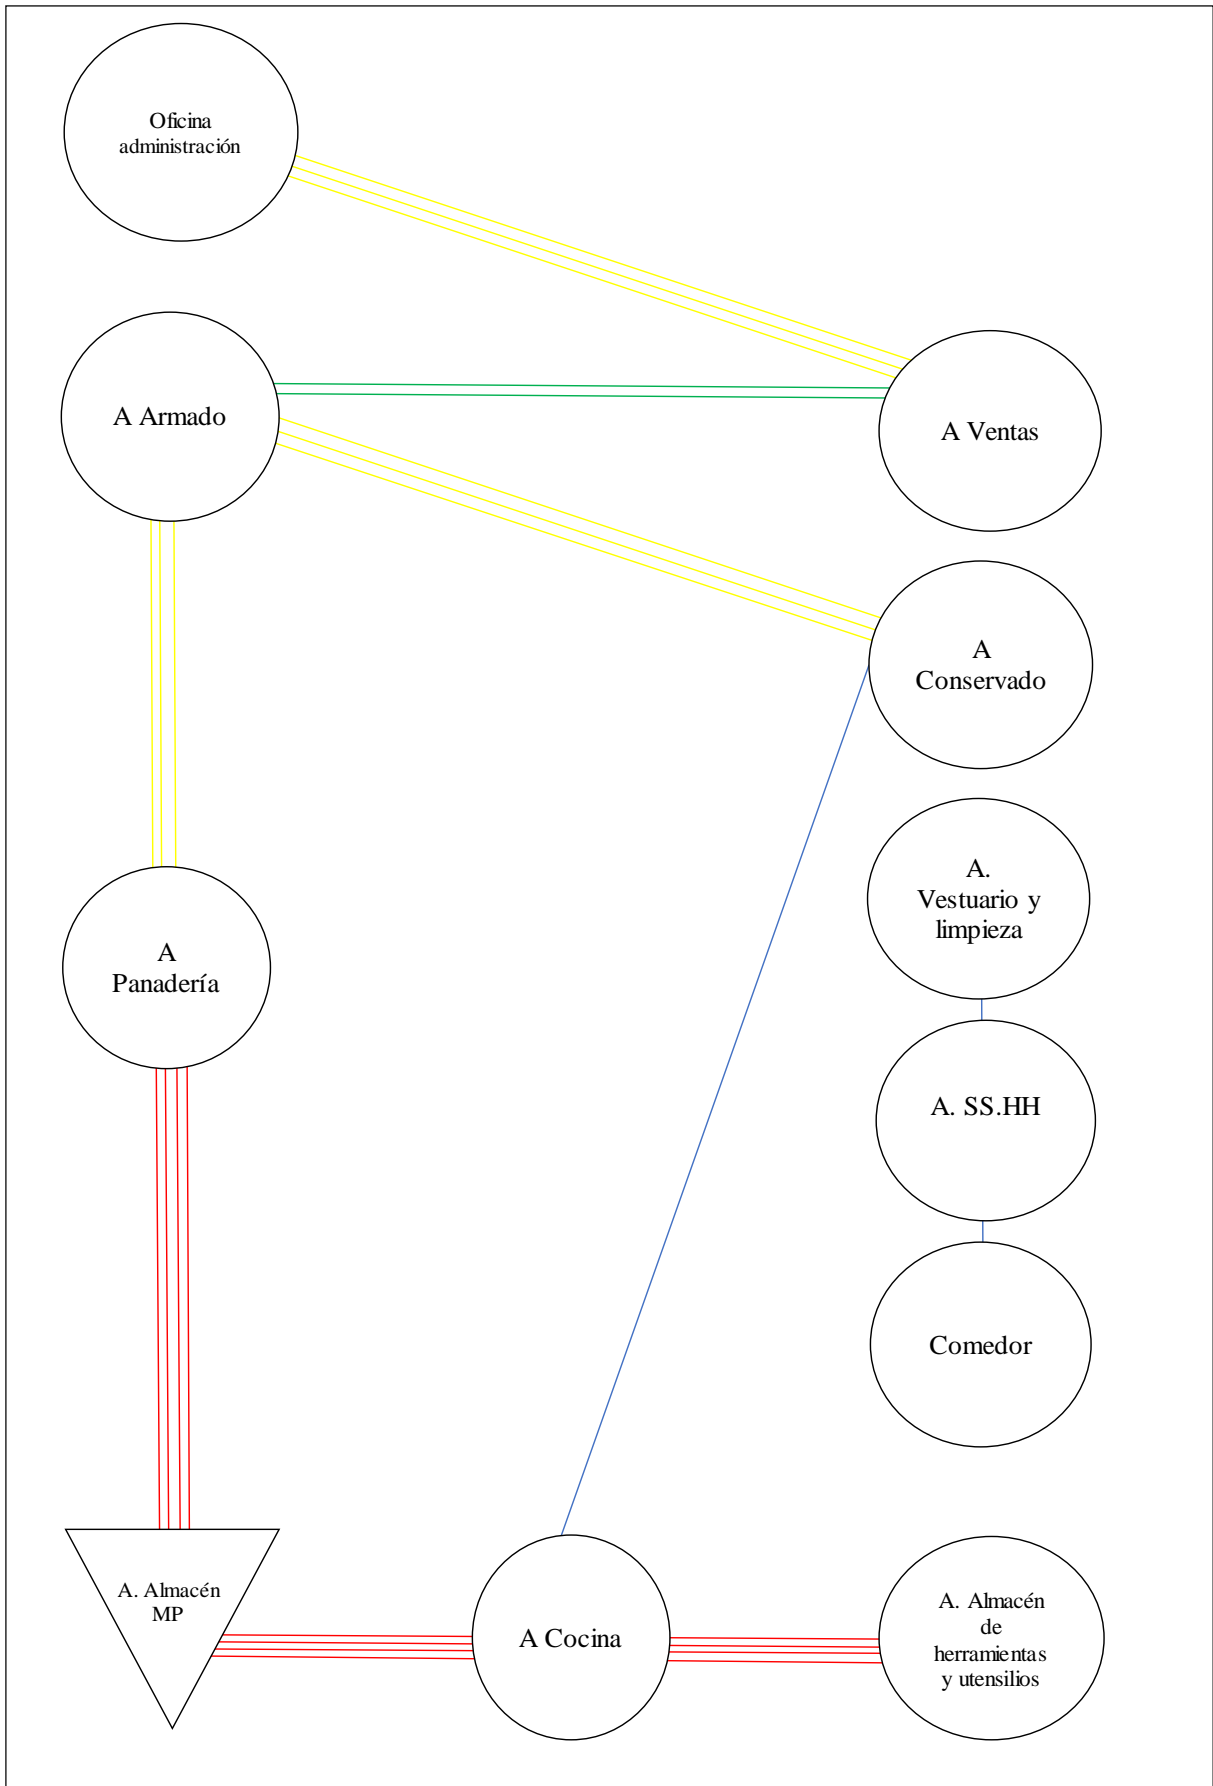 Oficina
administración
A Armado
A Ventas
A
Conservado
A.
Vestuario y
limpieza
A
Panadería
A. SS.HH
Comedor
A. Almacén
MP
A Cocina
A. Almacén
de
herramientas
y utensilios